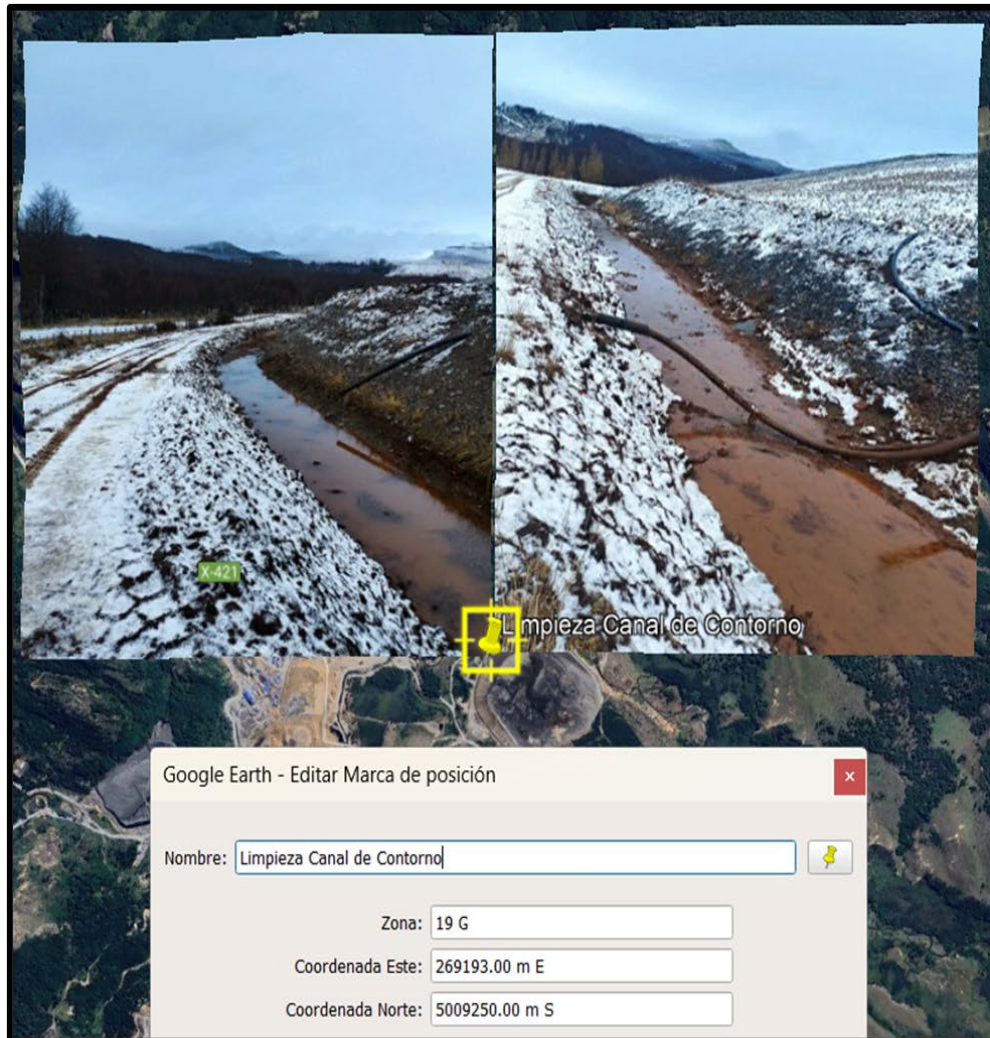 X-421
Limpieza Canal de Contorno
Google Earth - Editar Marca de posición
×
Nombre: Limpieza Canal de Contorno
Zona: 19 G
Coordenada Este: 269193.00 m E
Coordenada Norte: 5009250.00 m S